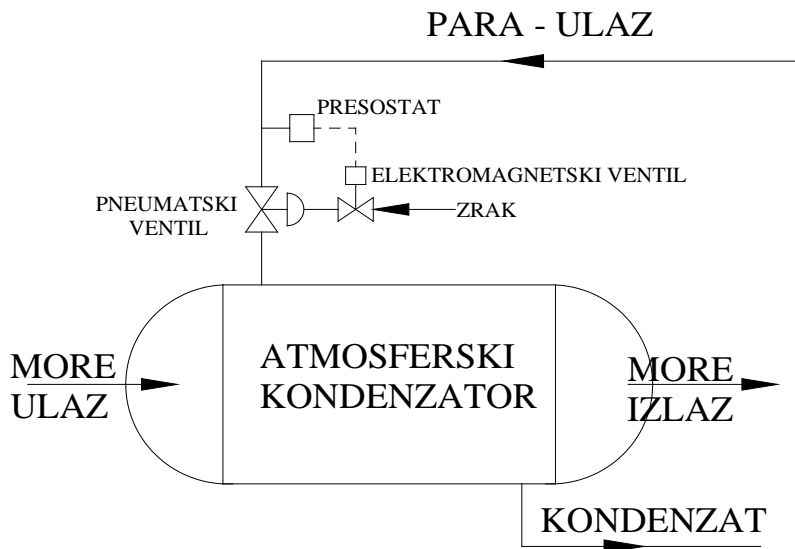 PARA - ULAZ
PRESOSTAT
ELEKTROMAGNETSKI VENTIL
PNEUMATSKI
VENTIL
ZRAK
MORE
ULAZ
ATMOSFERSKI
KONDENZATOR
MORE
IZLAZ
KONDENZAT